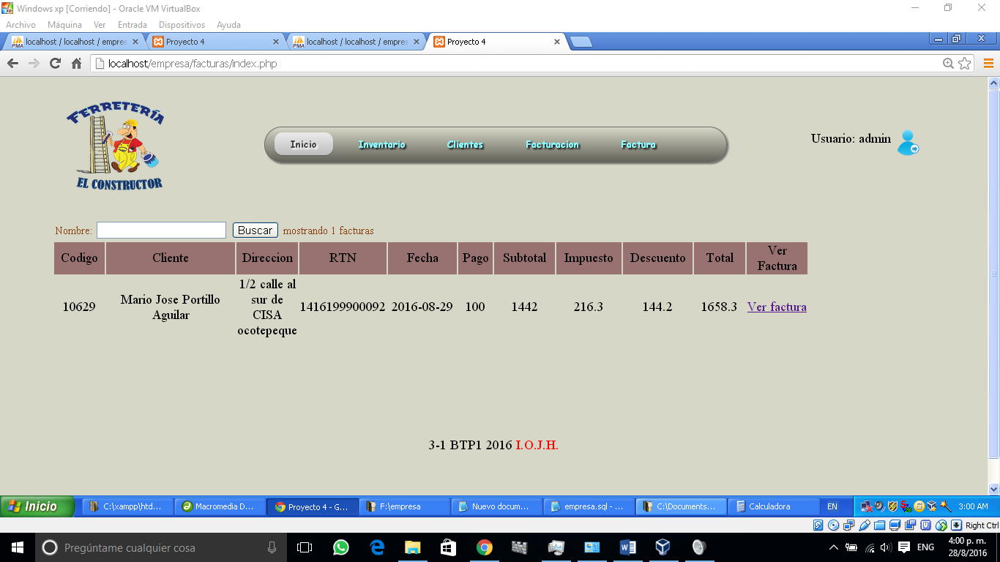 Windows xp [Corriendo] - Oracle VM VirtualBox
Archivo Máquina Ver Entrada Dispositivos Ayuda
localhost / localhost / empres Proyecto 4 localhost / localhost / empres Proyecto 4
localhost/empresa/facturas/index.php
FERRETERÍA
EL CONSTRUCTOR
Inicio Inventario Clientes Facturacion Factura
Usuario: admin
Nombre: Buscar mostrando 1 facturas
Codigo Cliente Direccion RTN Fecha Pago Subtotal Impuesto Descuento Total Ver Factura
10629 Mario Jose Portillo Aguilar 1/2 calle al sur de CISA ocotepeque 1416199900092 2016-08-29 100 1442 216.3 144.2 1658.3 Ver factura
3-1 BTP1 2016 I.O.J.H.
Inicio C:\xampp\htd... Macromedia D... Proyecto 4 - G... F:\empresa Nuevo docum... empresa.sql - ... C:\Documents... Calculadora EN 3:00 AM
Right Ctrl
Pregúntame cualquier cosa ENG 4:00 p. m.
28/8/2016